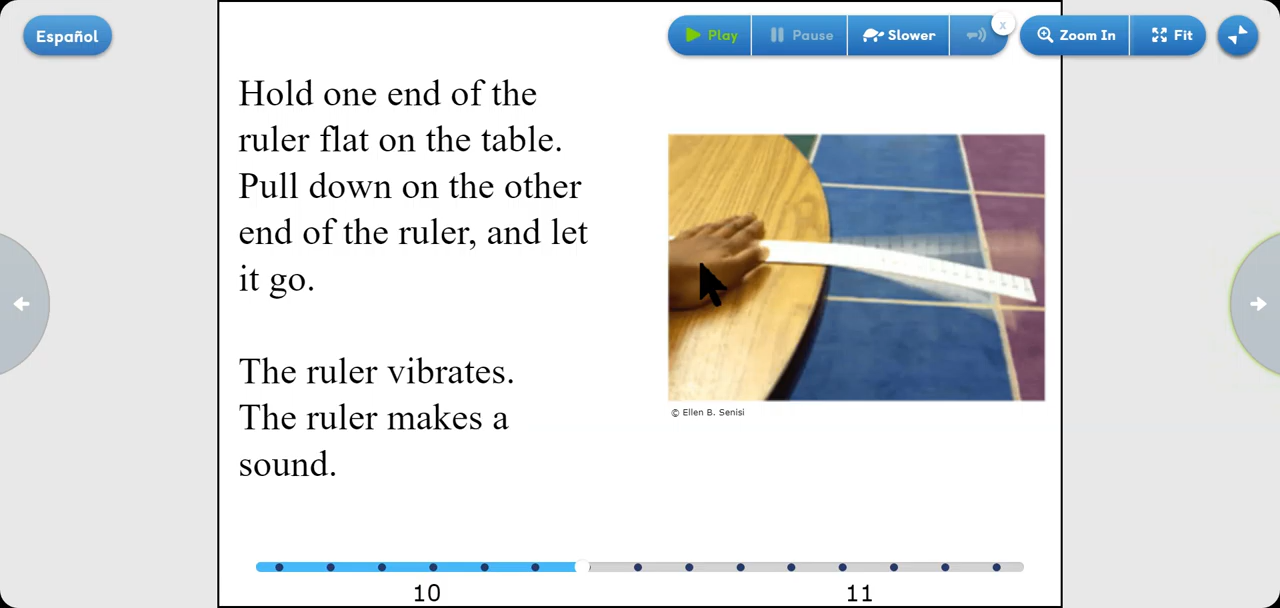 Español
Play
Pause
Slower
x
Zoom In
Fit
Hold one end of the
ruler flat on the table.
Pull down on the other
end of the ruler, and let
it go.
The ruler vibrates.
The ruler makes a
sound.
© Ellen B. Senisi
10
11